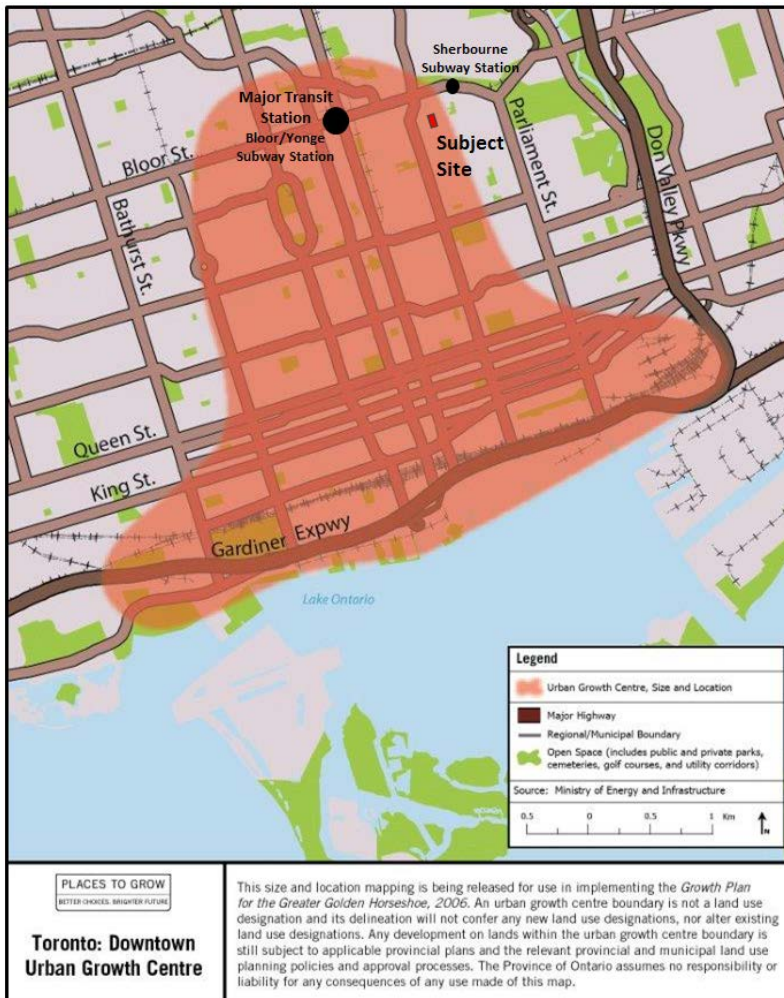 Sherbourne
Subway Station
Major Transit
Station
Bloor/Yonge
Subway Station
Subject
Site
Bloor St.
Bathurst St.
Parliament St.
Don Valley Pkwy
Queen St.
King St.
Gardiner Expwy
Lake Ontario
Legend
Urban Growth Centre, Size and Location
Major Highway
Regional/Municipal Boundary
Open Space (includes public and private parks,
cemeteries, golf courses, and utility corridors)
Source: Ministry of Energy and Infrastructure
0.5 0 0.5 1 Km
N
PLACES TO GROW
BETTER CHOICES. BRIGHTER FUTURE.
Toronto: Downtown
Urban Growth Centre
This size and location mapping is being released for use in implementing the Growth Plan
for the Greater Golden Horseshoe, 2006. An urban growth centre boundary is not a land use
designation and its delineation will not confer any new land use designations, nor alter existing
land use designations. Any development on lands within the urban growth centre boundary is
still subject to applicable provincial plans and the relevant provincial and municipal land use
planning policies and approval processes. The Province of Ontario assumes no responsibility or
liability for any consequences of any use made of this map.